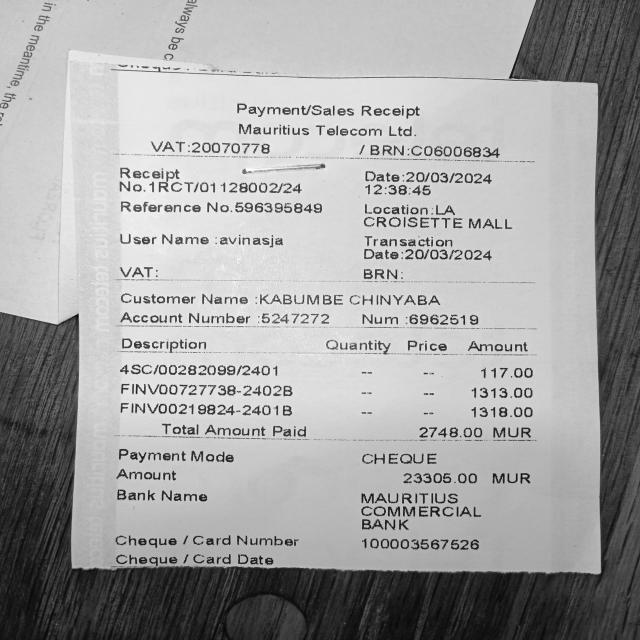 always be c
in the meantime, the re
Payment/Sales Receipt
Mauritius Telecom Ltd.
VAT:20070778 / BRN:C06006834
Receipt Date:20/03/2024
No.1RCT/01128002/24 12:38:45
Reference No.596395849 Location:LA
CROISETTE MALL
User Name :avinasja Transaction
Date:20/03/2024
VAT: BRN:
Customer Name :KABUMBE CHINYABA
Account Number :5247272 Num :6962519
Description Quantity Price Amount
4SC/00282099/2401 -- -- 117.00
FINV00727738-2402B -- -- 1313.00
FINV00219824-2401B -- -- 1318.00
Total Amount Paid 2748.00 MUR
Payment Mode CHEQUE
Amount 23305.00 MUR
Bank Name MAURITIUS
COMMERCIAL
BANK
Cheque / Card Number 100003567526
Cheque / Card Date